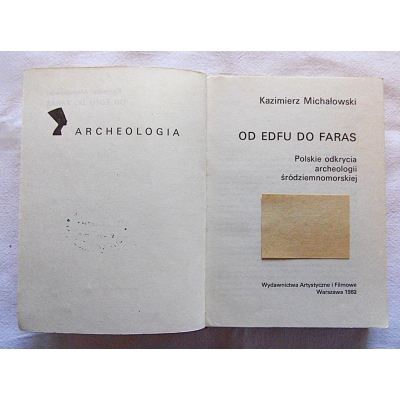 ARCHEOLOGIA
Kazimierz Michałowski
OD EDFU DO FARAS
Polskie odkrycia
archeologii
śródziemnomorskiej
Wydawnictwa Artystyczne i Filmowe
Warszawa 1983